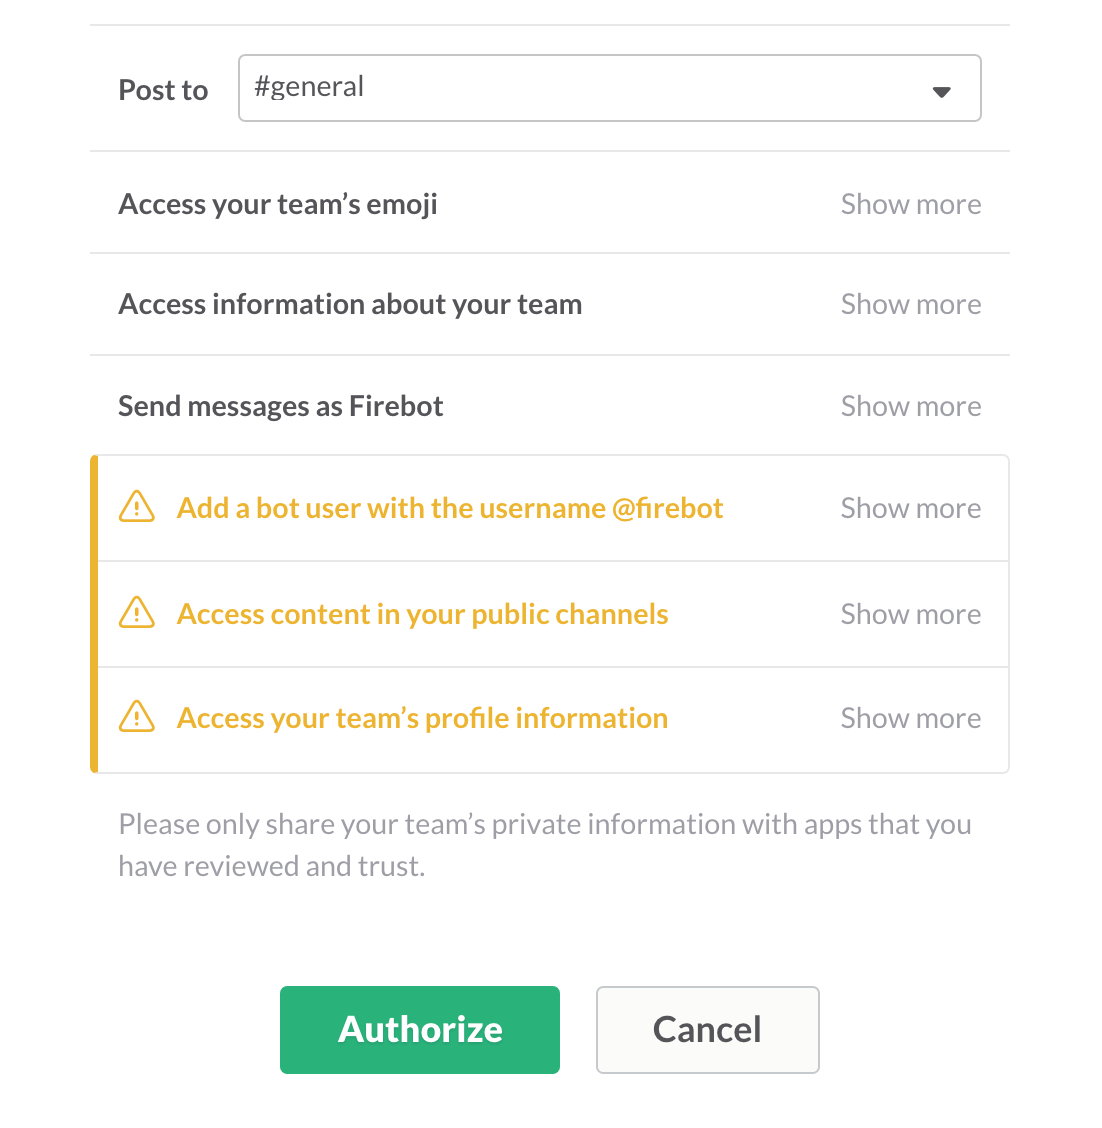 Post to #general
Access your team’s emoji Show more
Access information about your team Show more
Send messages as Firebot Show more
Add a bot user with the username @firebot Show more
Access content in your public channels Show more
Access your team’s profile information Show more
Please only share your team’s private information with apps that you
have reviewed and trust.
Authorize Cancel